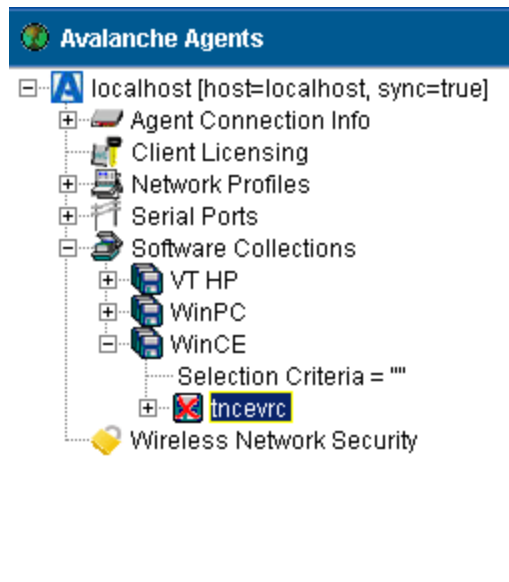 Avalanche Agents
localhost [host=localhost, sync=true]
Agent Connection Info
Client Licensing
Network Profiles
Serial Ports
Software Collections
VT HP
WinPC
WinCE
Selection Criteria = ""
tncevrc
Wireless Network Security